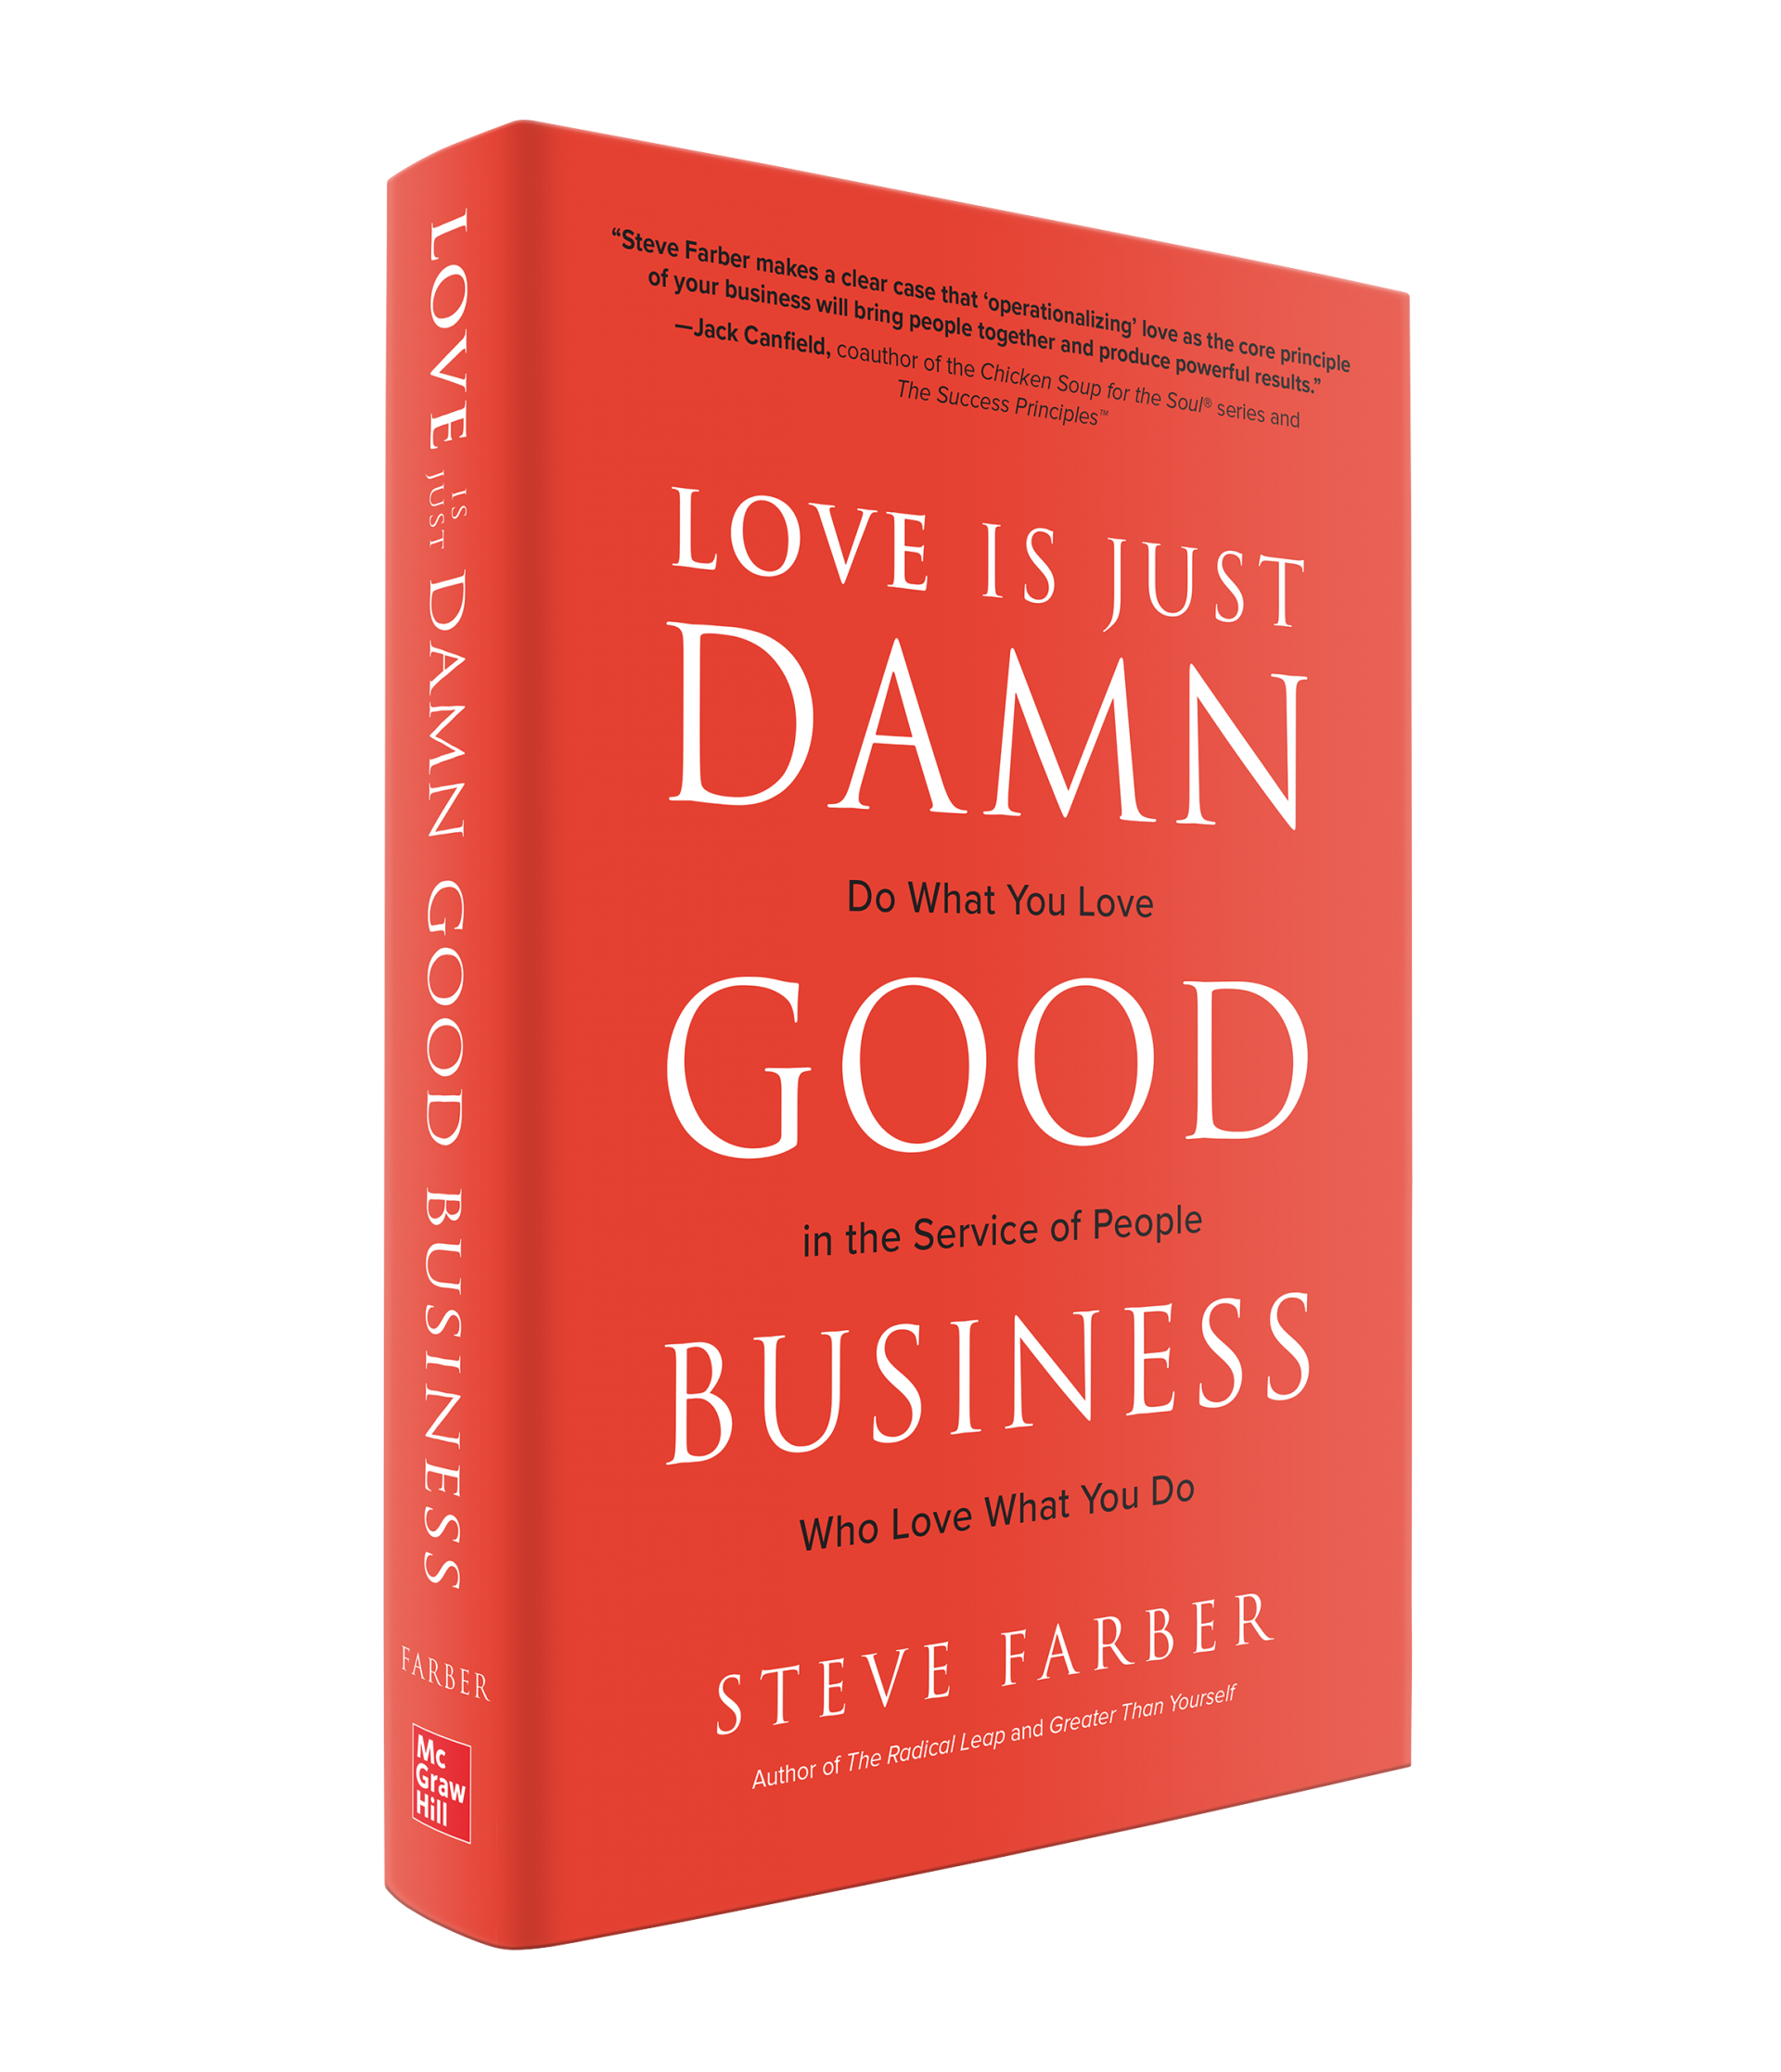 LOVE IS JUST DAMN GOOD BUSINESS
FARBER
Mc
Graw
Hill
“Steve Farber makes a clear case that ‘operationalizing’ love as the core principle
of your business will bring people together and produce powerful results.”
—Jack Canfield, coauthor of the Chicken Soup for the Soul® series and
The Success Principles™
LOVE IS JUST
DAMN
Do What You Love
GOOD
in the Service of People
BUSINESS
Who Love What You Do
STEVE FARBER
Author of The Radical Leap and Greater Than Yourself